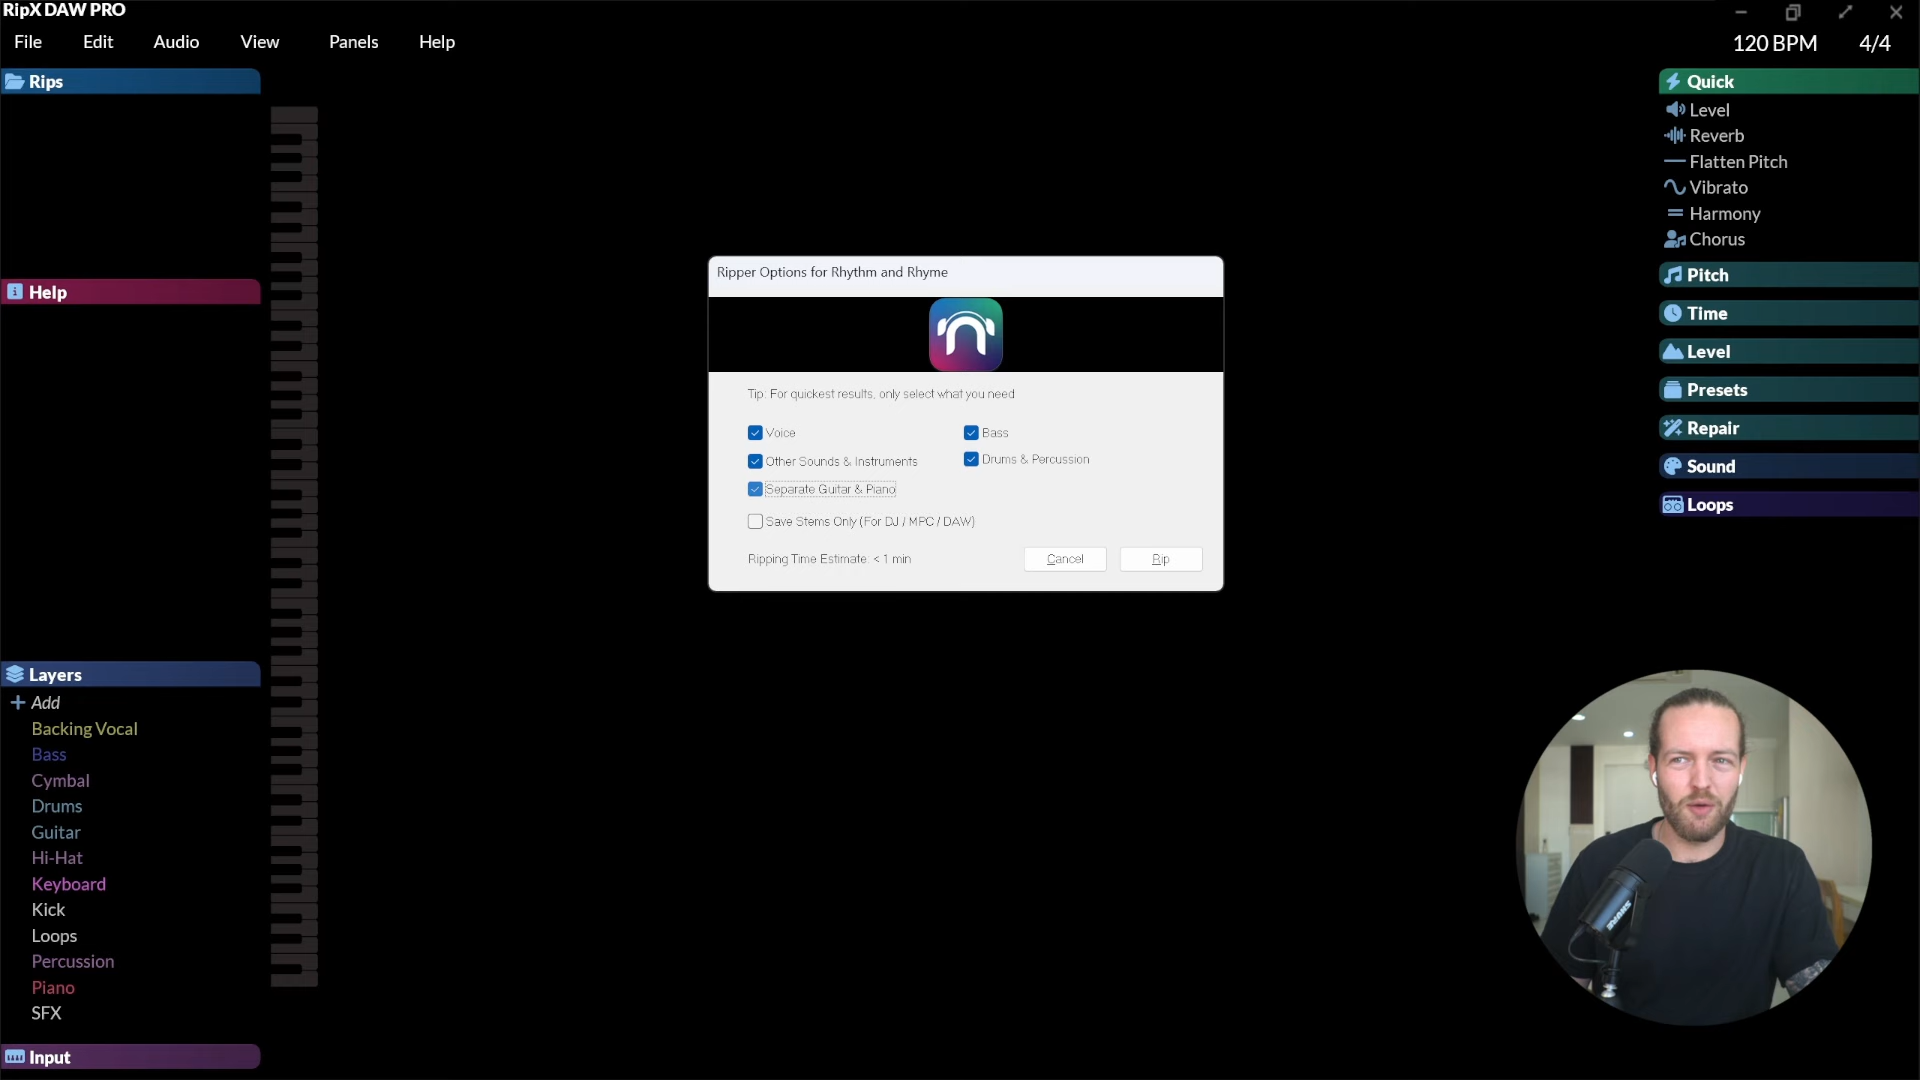 RipX DAW PRO
File Edit Audio View Panels Help
120 BPM 4/4
Rips
Help
Layers
Add
Backing Vocal
Bass
Cymbal
Drums
Guitar
Hi-Hat
Keyboard
Kick
Loops
Percussion
Piano
SFX
Input
Ripper Options for Rhythm and Rhyme
Tip: For quickest results, only select what you need
Voice
Bass
Other Sounds & Instruments
Drums & Percussion
Separate Guitar & Piano
Save Stems Only (For DJ / MPC / DAW)
Ripping Time Estimate: < 1 min
Cancel
Rip
Quick
Level
Reverb
Flatten Pitch
Vibrato
Harmony
Chorus
Pitch
Time
Level
Presets
Repair
Sound
Loops
SHURE